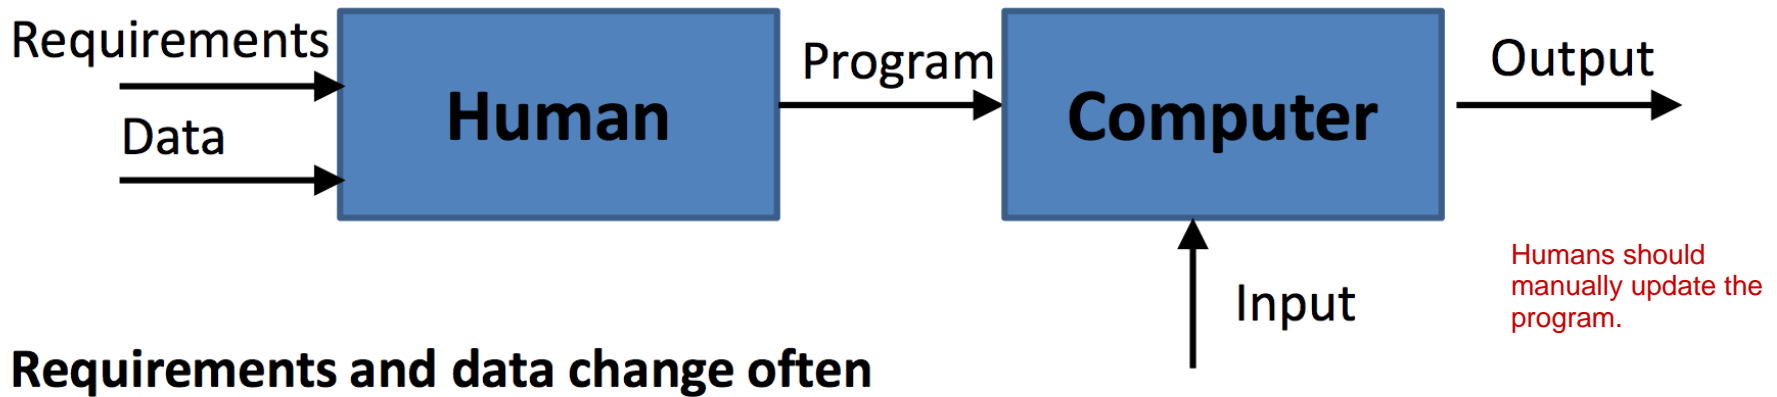 Requirements
Data
Human
Program
Computer
Output
Input
Humans should
manually update the
program.
Requirements and data change often